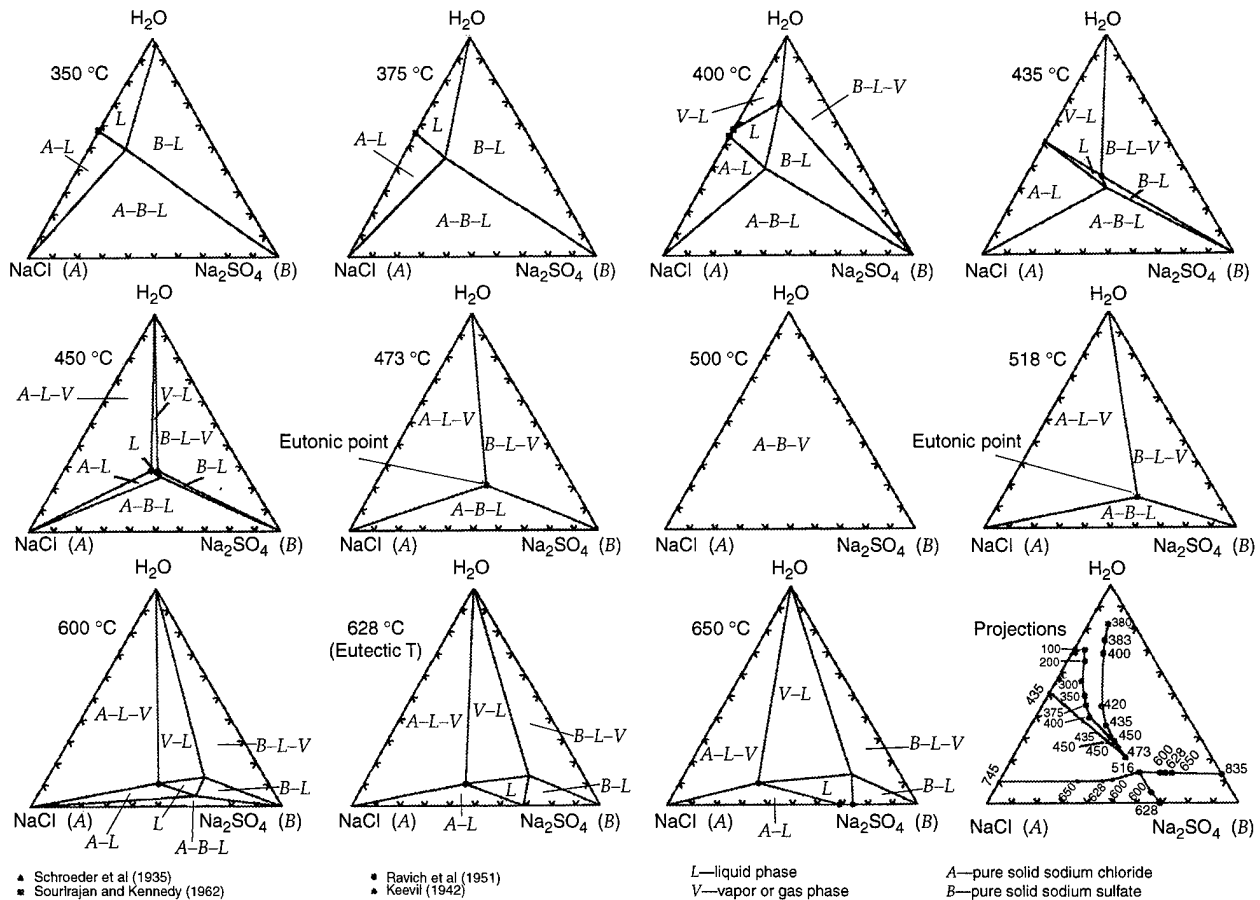 H2O H2O H2O H2O
350 °C 375 °C 400 °C 435 °C
B–L–V
V–L V–L
L L L L B–L–V
A–L B–L A–L B–L A–L B–L A–L B–L
A–B–L A–B–L A–B–L A–B–L
NaCl (A) Na2SO4 (B) NaCl (A) Na2SO4 (B) NaCl (A) Na2SO4 (B) NaCl (A) Na2SO4 (B)
H2O H2O H2O H2O
450 °C 473 °C 500 °C 518 °C
A–L–V V–L A–L–V A–L–V
Eutonic point Eutonic point
L B–L–V B–L–V A–B–V B–L–V
A–L B–L
A–B–L A–B–L A–B–L
NaCl (A) Na2SO4 (B) NaCl (A) Na2SO4 (B) NaCl (A) Na2SO4 (B) NaCl (A) Na2SO4 (B)
H2O H2O H2O H2O
600 °C 628 °C 650 °C Projections
(Eutectic T)
380
383
100 400
200
300
435 350 420
375
400 435
435 450
450 450 473
A–L–V V–L A–L–V V–L A–L–V V–L
V–L B–L–V B–L–V B–L–V
B–L L B–L L B–L
745 516 600 628 650 835
650 628 600 600
628
NaCl (A) Na2SO4 (B) NaCl (A) Na2SO4 (B) NaCl (A) Na2SO4 (B) NaCl (A) Na2SO4 (B)
A–L L A–B–L A–L A–L
Schroeder et al (1935) Ravich et al (1951) L—liquid phase A—pure solid sodium chloride
Sourirajan and Kennedy (1962) Keevil (1942) V—vapor or gas phase B—pure solid sodium sulfate